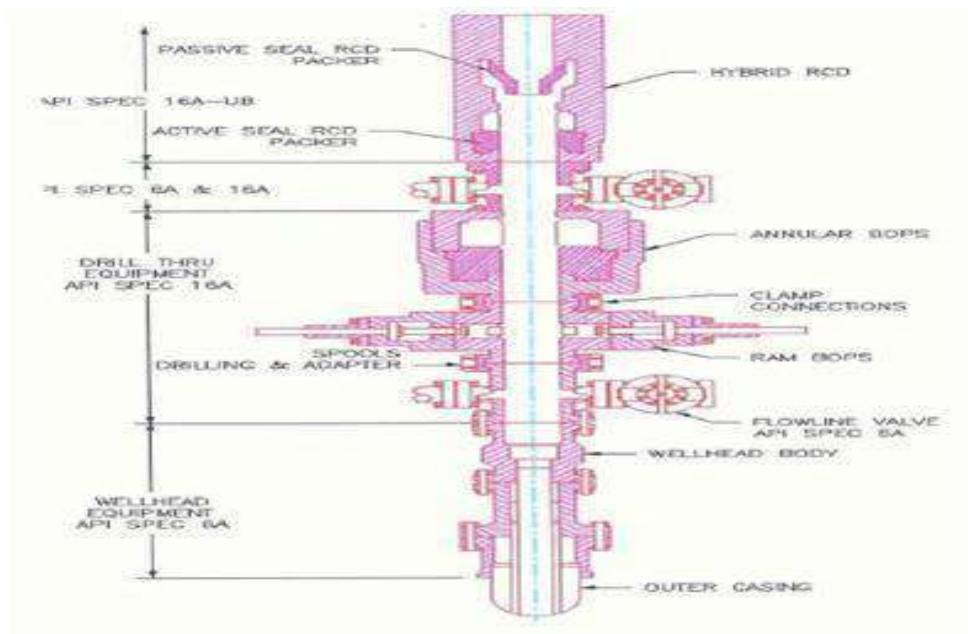 PASSIVE SEAL RCD
PACKER
HYBRID RCD
API SPEC 16A-UB
ACTIVE SEAL RCD
PACKER
PI SPEC 6A & 16A
ANNULAR BOPS
DRILL THRU
EQUIPMENT
API SPEC 16A
CLAMP
CONNECTIONS
SPOOLS
DRILLING & ADAPTER
RAM BOPS
FLOWLINE VALVE
API SPEC 6A
WELLHEAD BODY
WELLHEAD
EQUIPMENT
API SPEC 6A
OUTER CASING